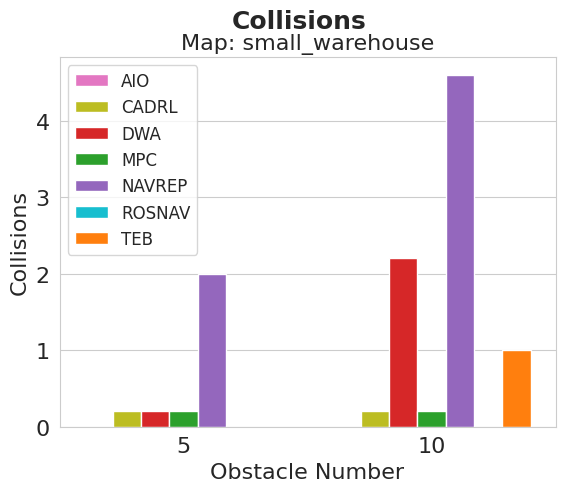 Collisions
Map: small_warehouse
AIO
CADRL
DWA
MPC
NAVREP
ROSNAV
TEB
Collisions
4
3
2
1
0
5 10
Obstacle Number